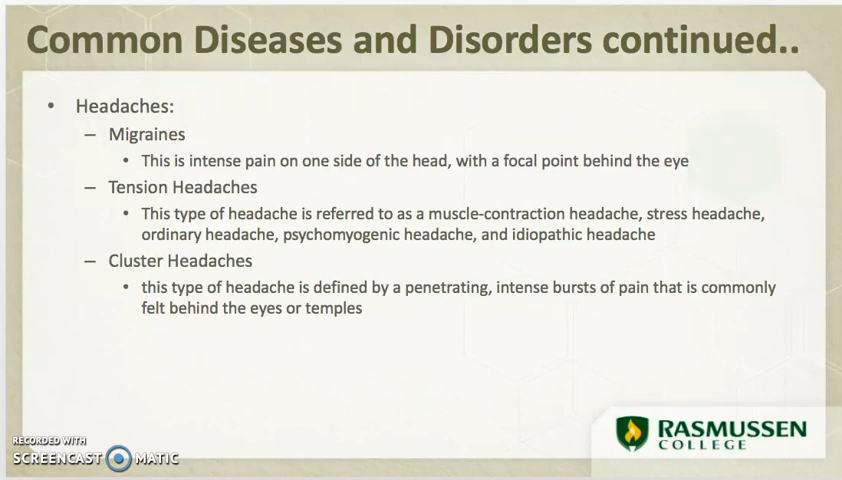 Common Diseases and Disorders continued..
• Headaches:
– Migraines
• This is intense pain on one side of the head, with a focal point behind the eye
– Tension Headaches
• This type of headache is referred to as a muscle-contraction headache, stress headache,
ordinary headache, psychomyogenic headache, and idiopathic headache
– Cluster Headaches
• this type of headache is defined by a penetrating, intense bursts of pain that is commonly
felt behind the eyes or temples
RASMUSSEN
COLLEGE
RECORDED WITH
SCREENCAST MATIC